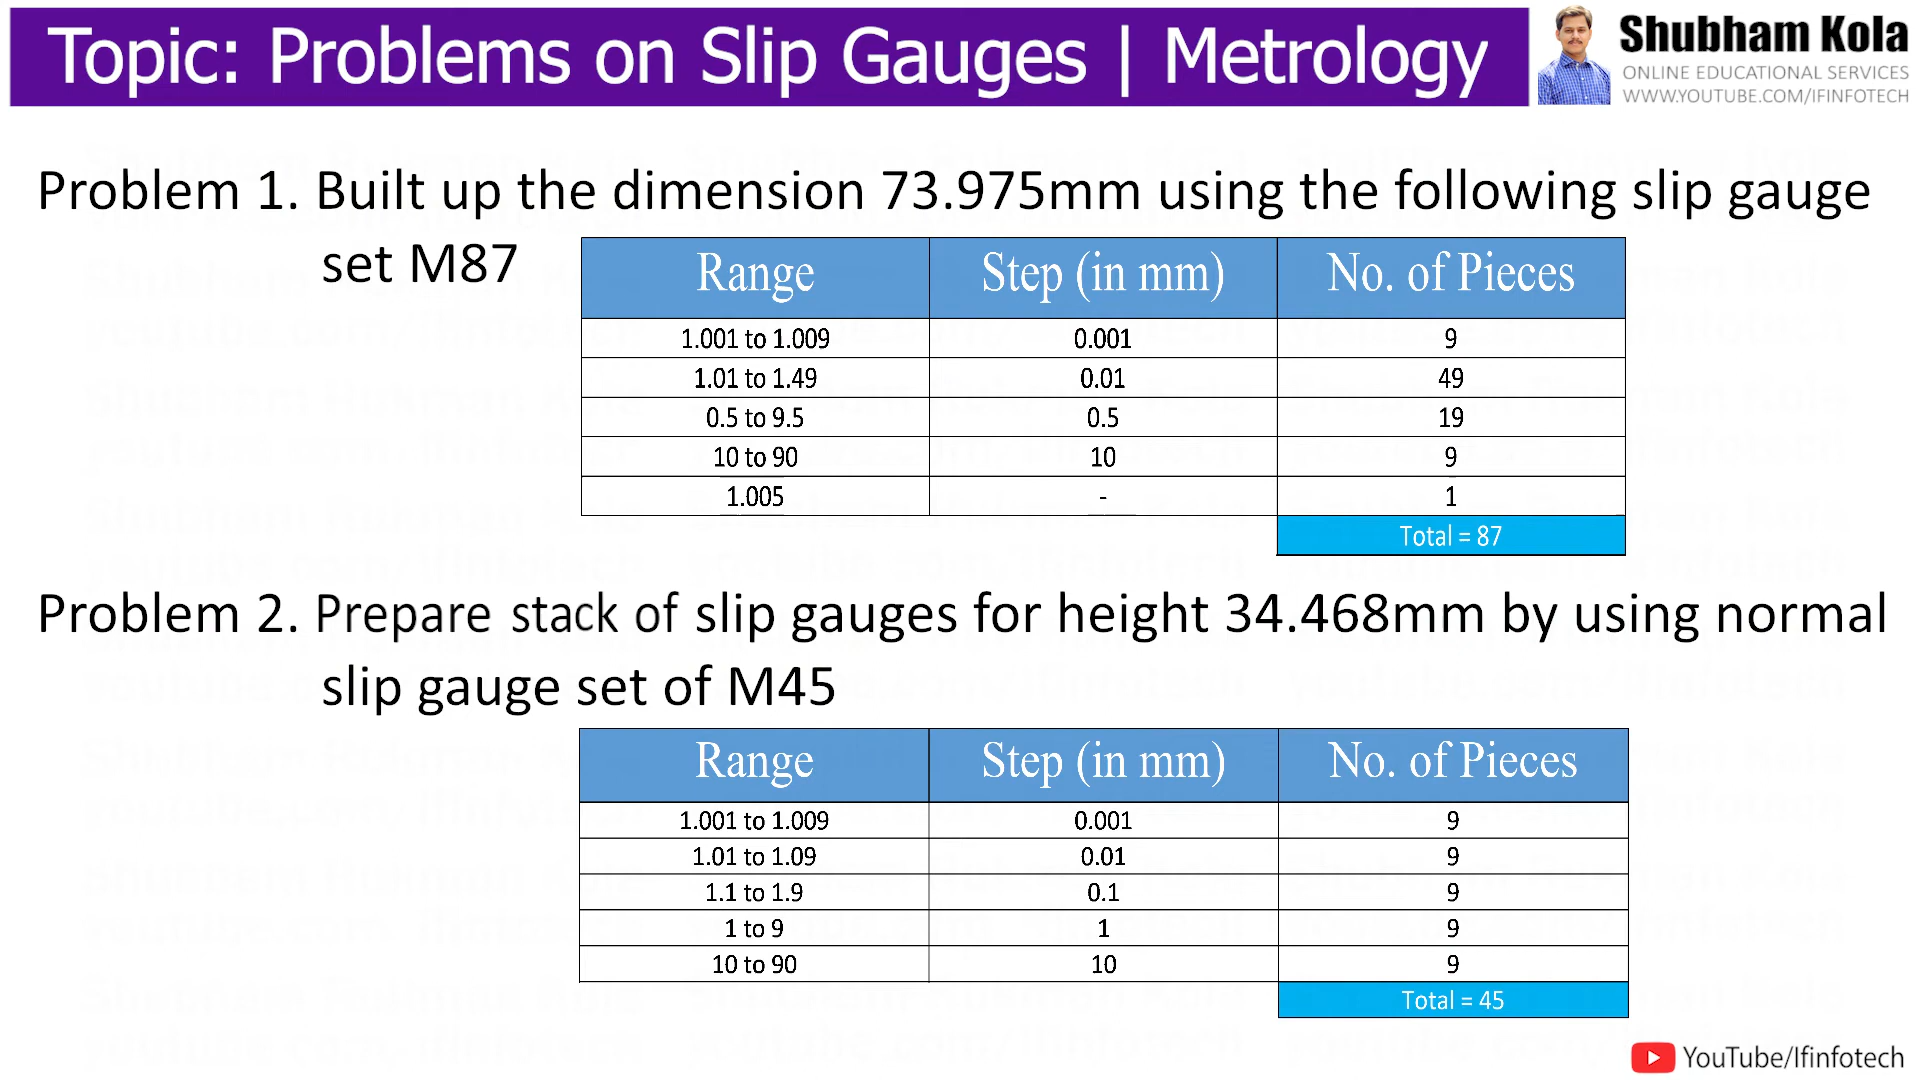 Topic: Problems on Slip Gauges | Metrology
Shubham Kola
ONLINE EDUCATIONAL SERVICES
WWW.YOUTUBE.COM/IFINFOTECH
Problem 1. Built up the dimension 73.975mm using the following slip gauge
set M87
Range Step (in mm) No. of Pieces
1.001 to 1.009 0.001 9
1.01 to 1.49 0.01 49
0.5 to 9.5 0.5 19
10 to 90 10 9
1.005 - 1
Total = 87
Problem 2. Prepare stack of slip gauges for height 34.468mm by using normal
slip gauge set of M45
Range Step (in mm) No. of Pieces
1.001 to 1.009 0.001 9
1.01 to 1.09 0.01 9
1.1 to 1.9 0.1 9
1 to 9 1 9
10 to 90 10 9
Total = 45
YouTube/Ifinfotech